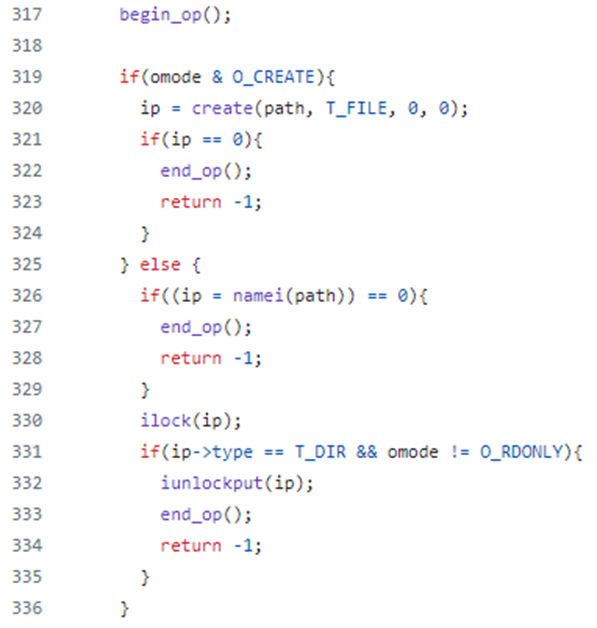 317 begin_op();
318
319 if(omode & O_CREATE){
320 ip = create(path, T_FILE, 0, 0);
321 if(ip == 0){
322 end_op();
323 return -1;
324 }
325 } else {
326 if((ip = namei(path)) == 0){
327 end_op();
328 return -1;
329 }
330 ilock(ip);
331 if(ip->type == T_DIR && omode != O_RDONLY){
332 iunlockput(ip);
333 end_op();
334 return -1;
335 }
336 }